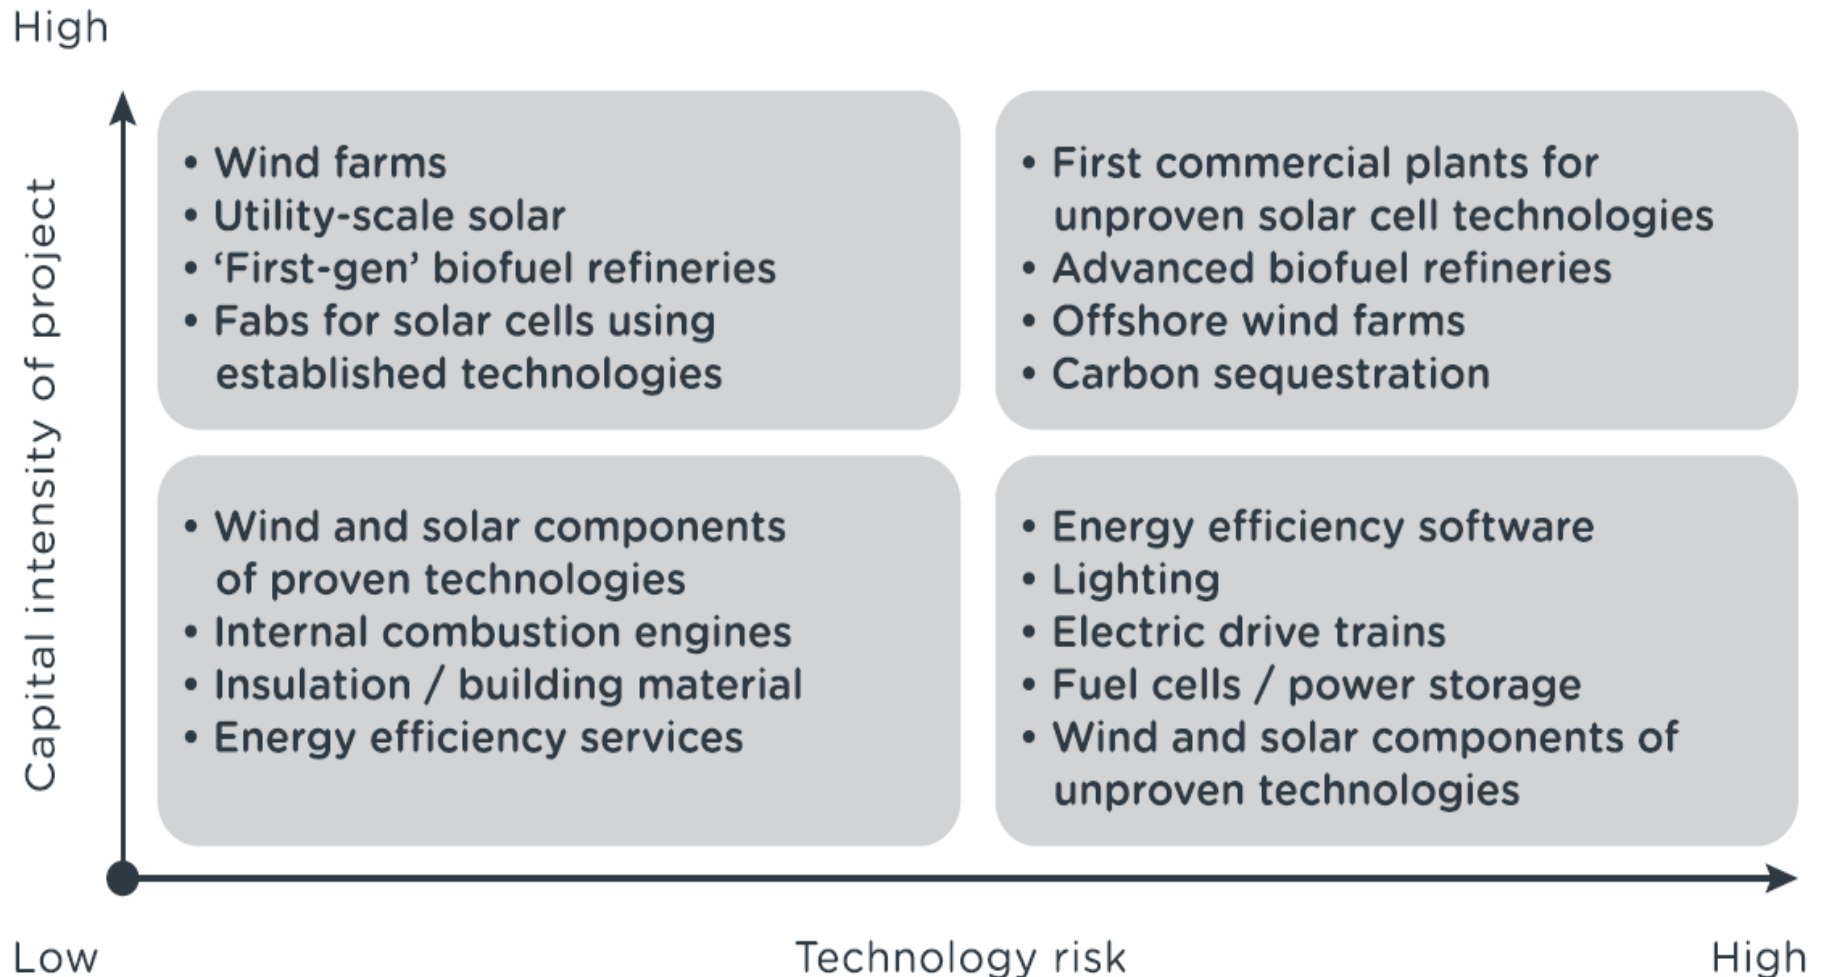 High
Capital intensity of project
• Wind farms
• Utility-scale solar
• ‘First-gen’ biofuel refineries
• Fabs for solar cells using
established technologies
• First commercial plants for
unproven solar cell technologies
• Advanced biofuel refineries
• Offshore wind farms
• Carbon sequestration
• Wind and solar components
of proven technologies
• Internal combustion engines
• Insulation / building material
• Energy efficiency services
• Energy efficiency software
• Lighting
• Electric drive trains
• Fuel cells / power storage
• Wind and solar components of
unproven technologies
Low
Technology risk
High